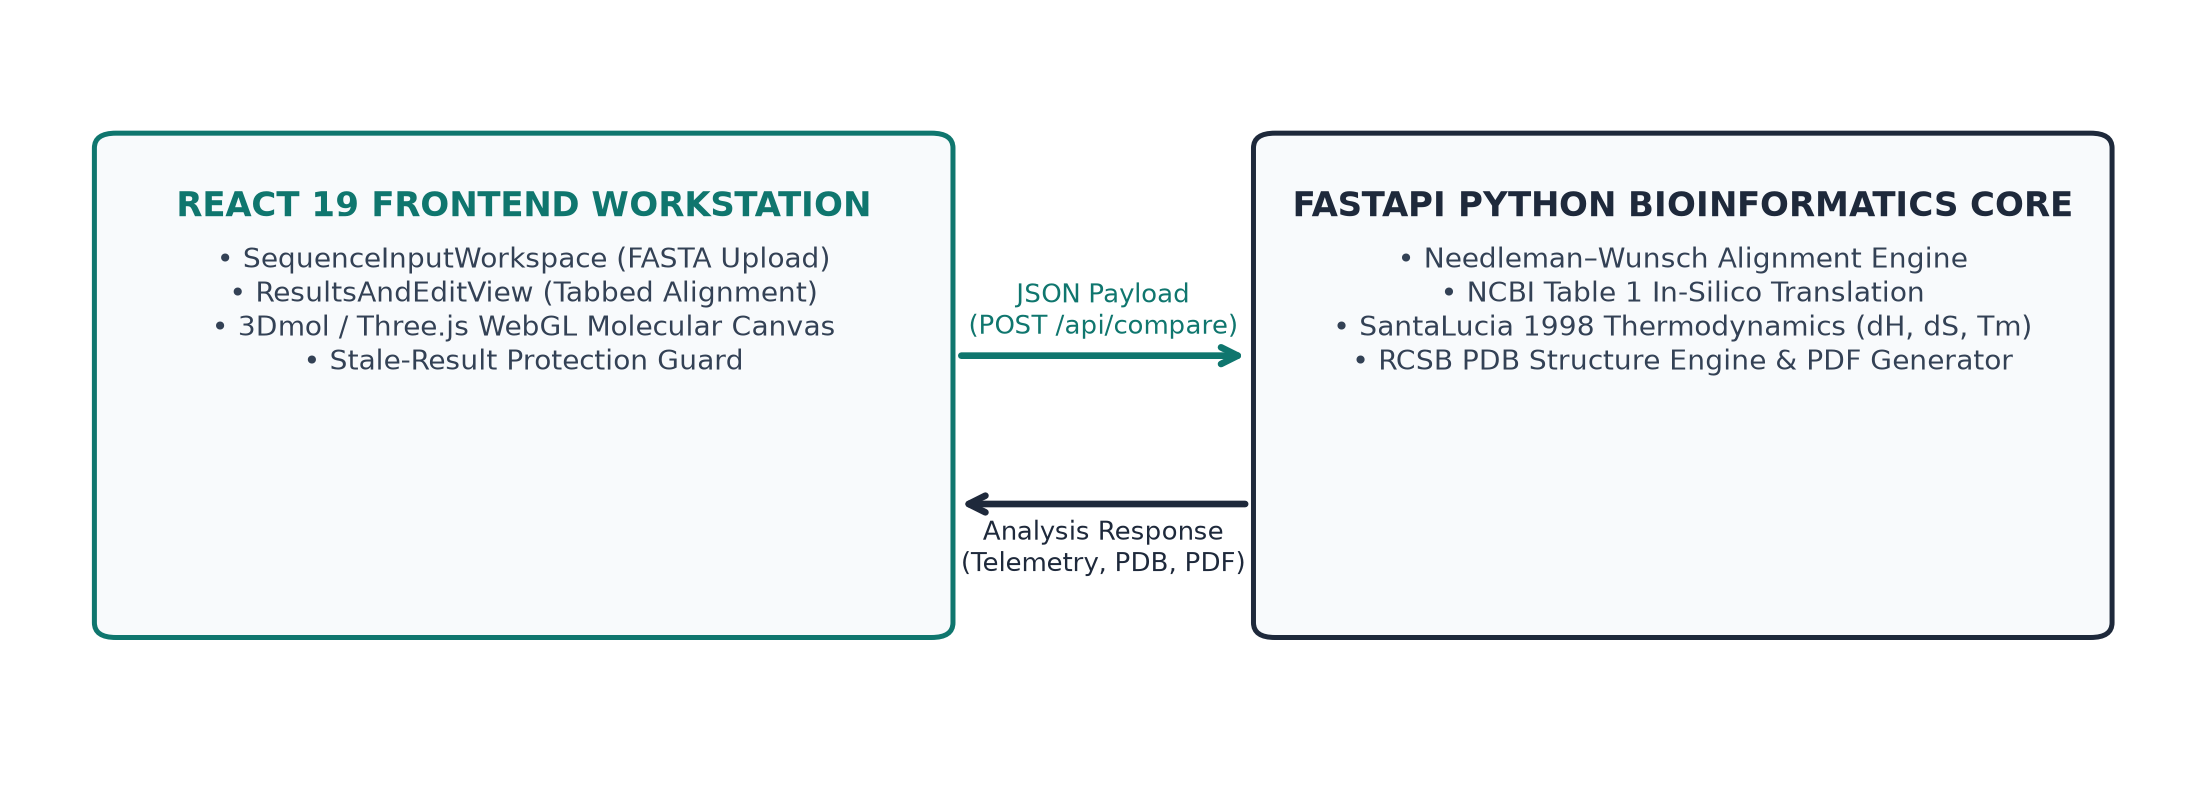 REACT 19 FRONTEND WORKSTATION
• SequenceInputWorkspace (FASTA Upload)
• ResultsAndEditView (Tabbed Alignment)
• 3Dmol / Three.js WebGL Molecular Canvas
• Stale-Result Protection Guard
JSON Payload
(POST /api/compare)
Analysis Response
(Telemetry, PDB, PDF)
FASTAPI PYTHON BIOINFORMATICS CORE
• Needleman–Wunsch Alignment Engine
• NCBI Table 1 In-Silico Translation
• SantaLucia 1998 Thermodynamics (dH, dS, Tm)
• RCSB PDB Structure Engine & PDF Generator